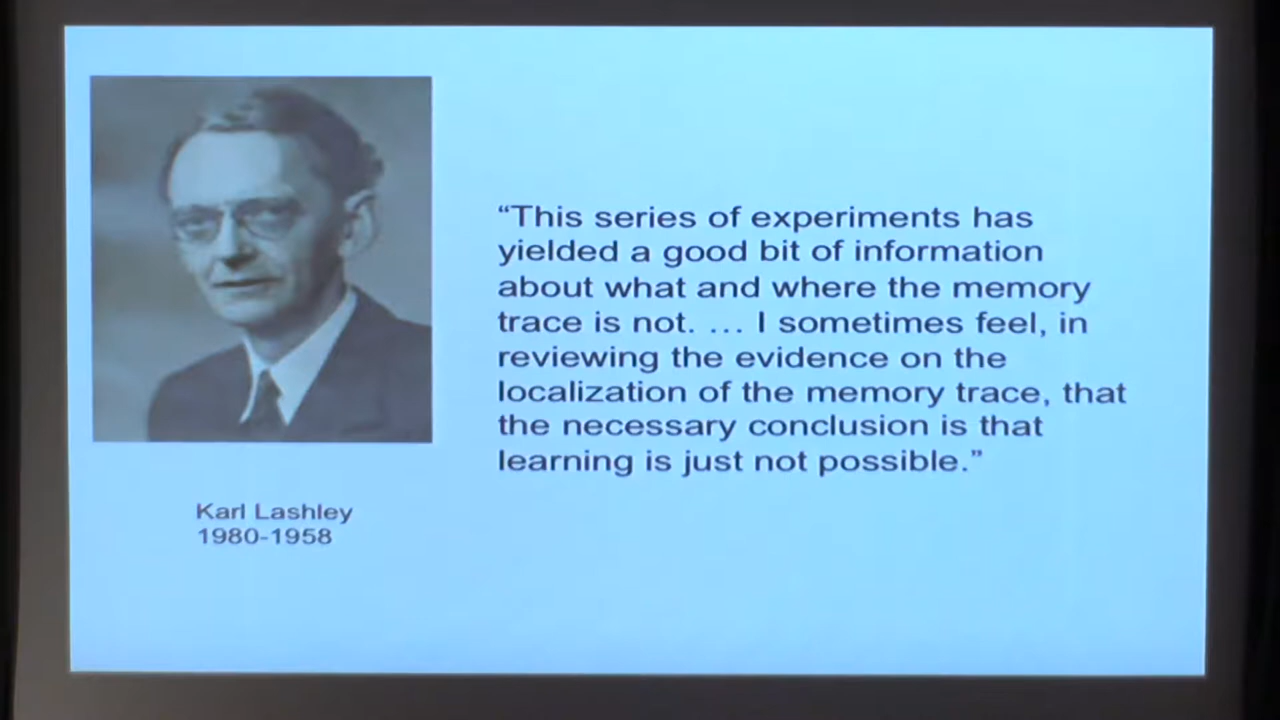 “This series of experiments has
yielded a good bit of information
about what and where the memory
trace is not. … I sometimes feel, in
reviewing the evidence on the
localization of the memory trace, that
the necessary conclusion is that
learning is just not possible.”
Karl Lashley
1980-1958